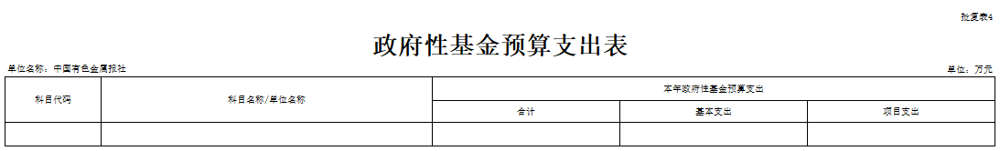 批复表4
政府性基金预算支出表
单位名称：中国有色金属报社 单位：万元
科目代码 科目名称/单位名称 本年政府性基金预算支出
合计 基本支出 项目支出